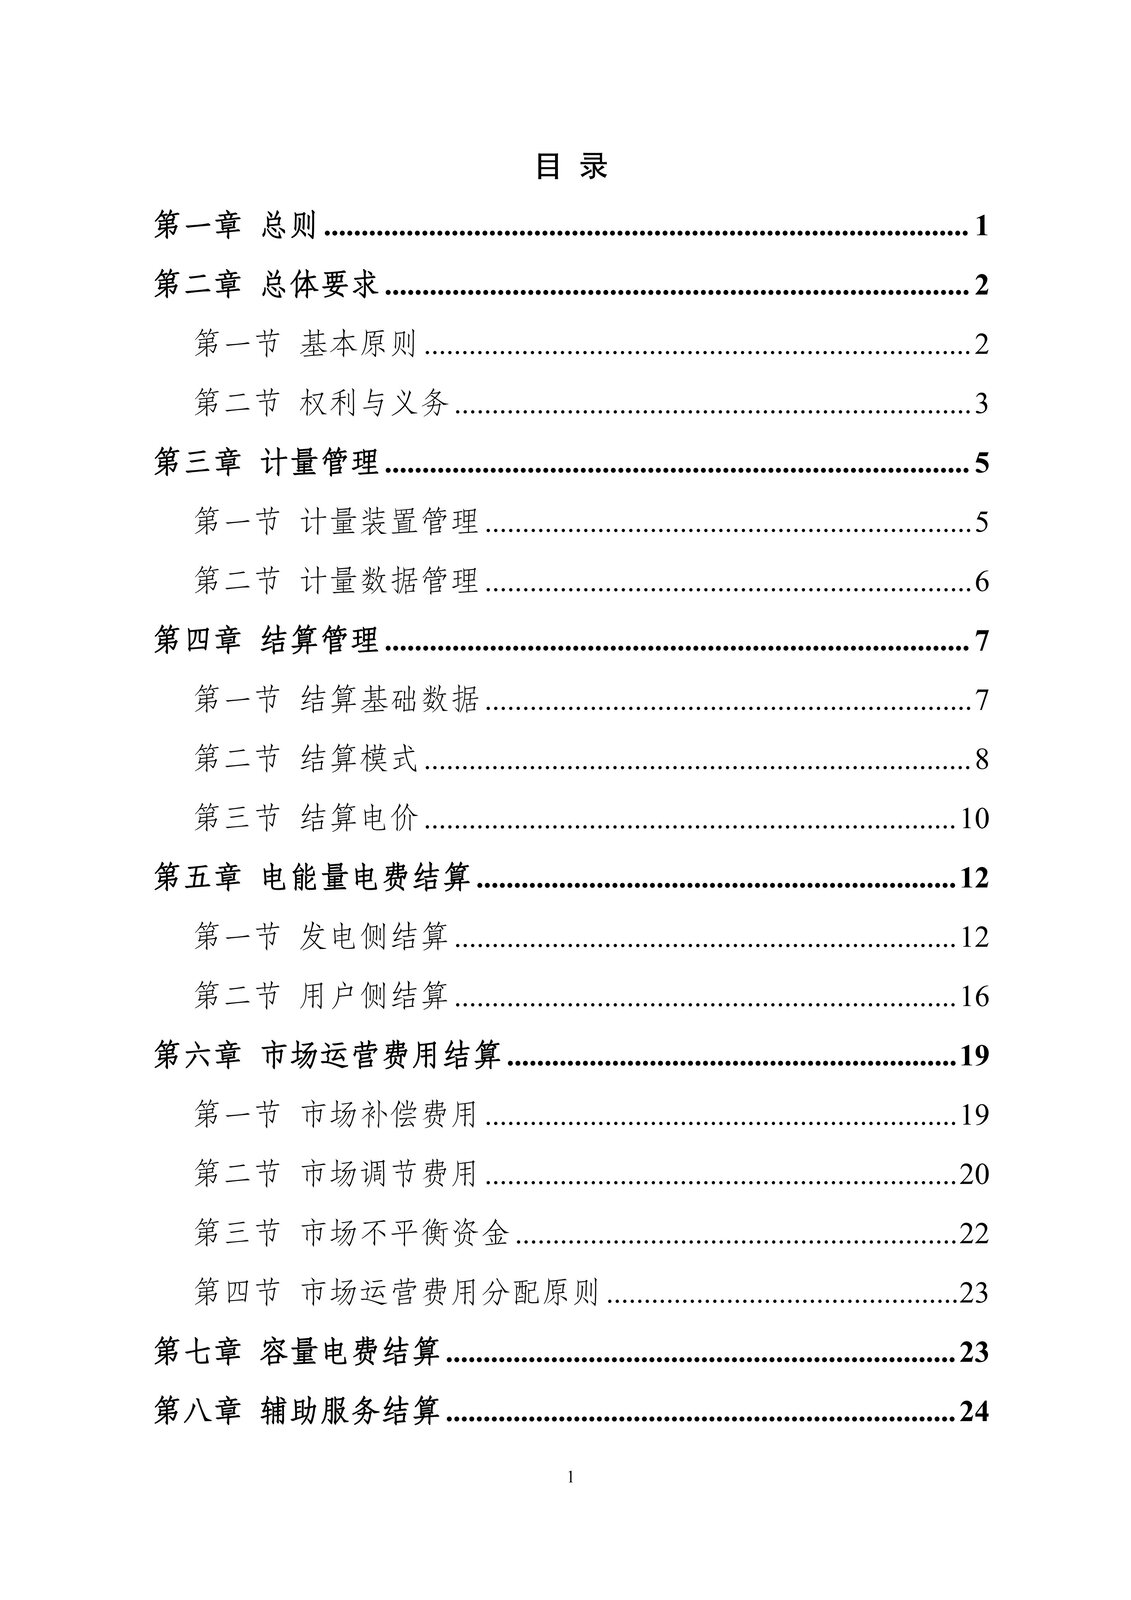 目 录
第一章 总则........................................................................................1
第二章 总体要求................................................................................2
第一节 基本原则...........................................................................2
第二节 权利与义务.......................................................................3
第三章 计量管理................................................................................5
第一节 计量装置管理...................................................................5
第二节 计量数据管理...................................................................6
第四章 结算管理................................................................................7
第一节 结算基础数据...................................................................7
第二节 结算模式...........................................................................8
第三节 结算电价.........................................................................10
第五章 电能量电费结算..................................................................12
第一节 发电侧结算.....................................................................12
第二节 用户侧结算.....................................................................16
第六章 市场运营费用结算..............................................................19
第一节 市场补偿费用.................................................................19
第二节 市场调节费用.................................................................20
第三节 市场不平衡资金.............................................................22
第四节 市场运营费用分配原则.................................................23
第七章 容量电费结算......................................................................23
第八章 辅助服务结算......................................................................24
1